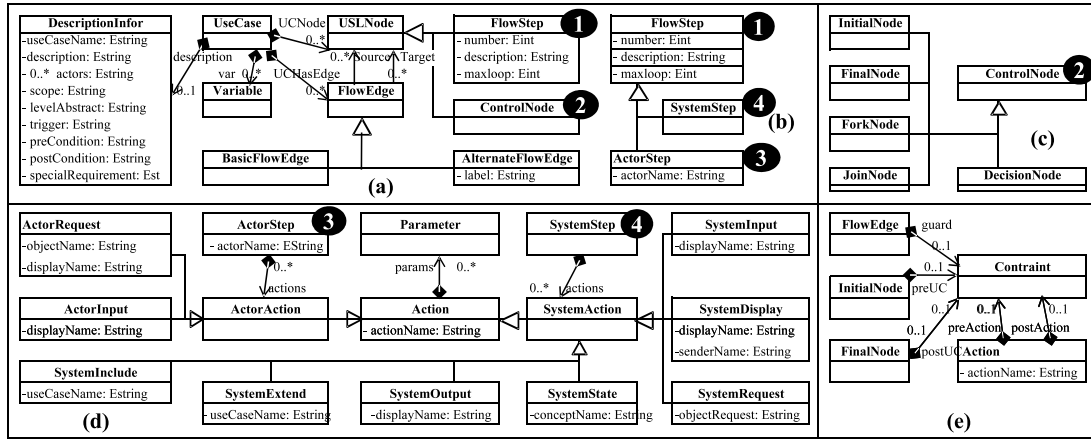 DescriptionInfor
-useCaseName: Estring
-description: Estring
- 0..* actors: Estring
- scope: Estring
- levelAbstract: Estring
- trigger: Estring
- preCondition: Estring
- postCondition: Estring
- specialRequirement: Est
UseCase
UCNode
0..*
description
0..1
var 0..*
UCHasEdge
0..*
Variable
USLNode
0..* Source
Target
0..*
FlowEdge
BasicFlowEdge
AlternateFlowEdge
- label: Estring
(a)
FlowStep
1
- number: Eint
- description: Estring
- maxloop: Eint
ControlNode
2
FlowStep
1
- number: Eint
- description: Estring
- maxloop: Eint
SystemStep
4
(b)
ActorStep
3
- actorName: Estring
InitialNode
FinalNode
ForkNode
JoinNode
ControlNode
2
(c)
DecisionNode
ActorRequest
-objectName: Estring
-displayName: Estring
ActorStep
3
- actorName: EString
0..*
actions
Parameter
params
0..*
SystemStep
4
0..*
actions
SystemInput
-displayName: Estring
ActorInput
-displayName: Estring
ActorAction
Action
- actionName: Estring
SystemAction
SystemDisplay
-displayName: Estring
-senderName: Estring
SystemInclude
-useCaseName: Estring
(d)
SystemExtend
- useCaseName: Estring
SystemOutput
-displayName: Estring
SystemState
-conceptName: Estring
SystemRequest
-objectRequest: Estring
FlowEdge
guard
0..1
InitialNode
0..1
preUC
Contraint
0..1
0..1
FinalNode
postUC
0..1
preAction
0..1
postAction
Action
- actionName: Estring
(e)